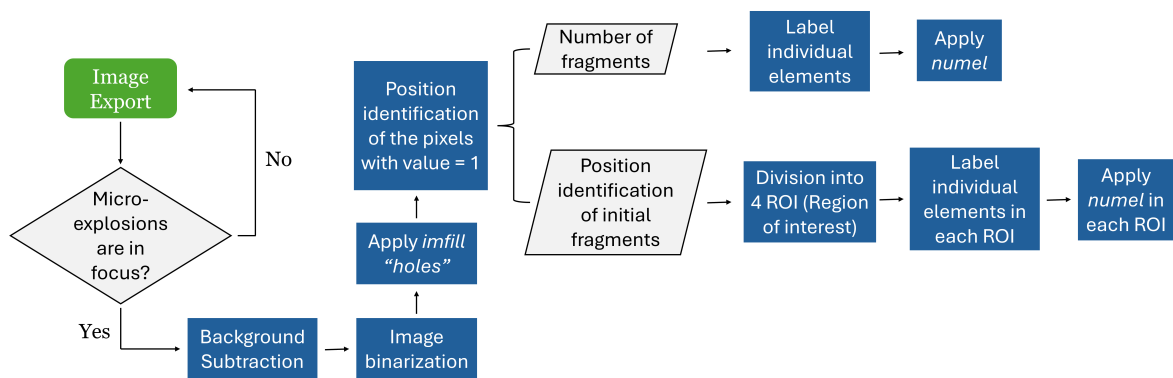 Image
Export
No
Micro-
explosions
are in
focus?
Yes
Background
Subtraction
Image
binarization
Apply imfill
“holes”
Position
identification
of the pixels
with value = 1
Number of
fragments
Label
individual
elements
Apply
numel
Position
identification
of initial
fragments
Division into
4 ROI (Region
of interest)
Label
individual
elements in
each ROI
Apply
numel in
each ROI